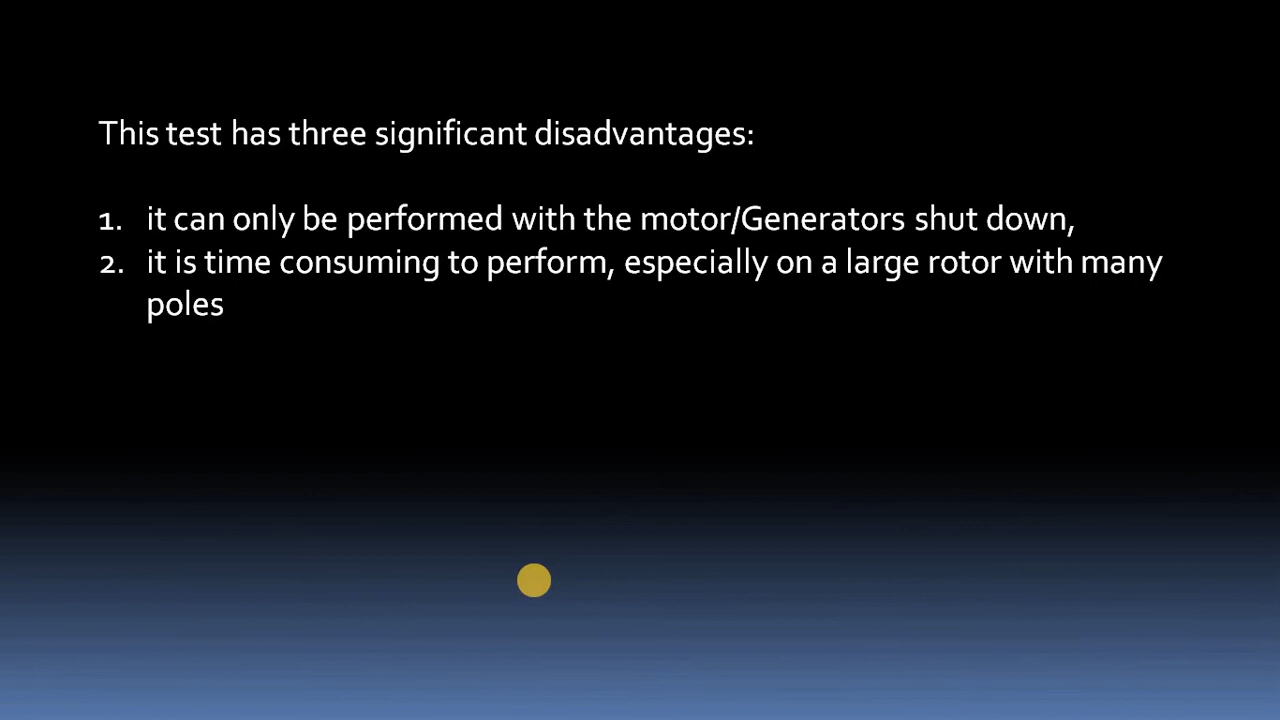 This test has three significant disadvantages:
1. it can only be performed with the motor/Generators shut down,
2. it is time consuming to perform, especially on a large rotor with many
poles